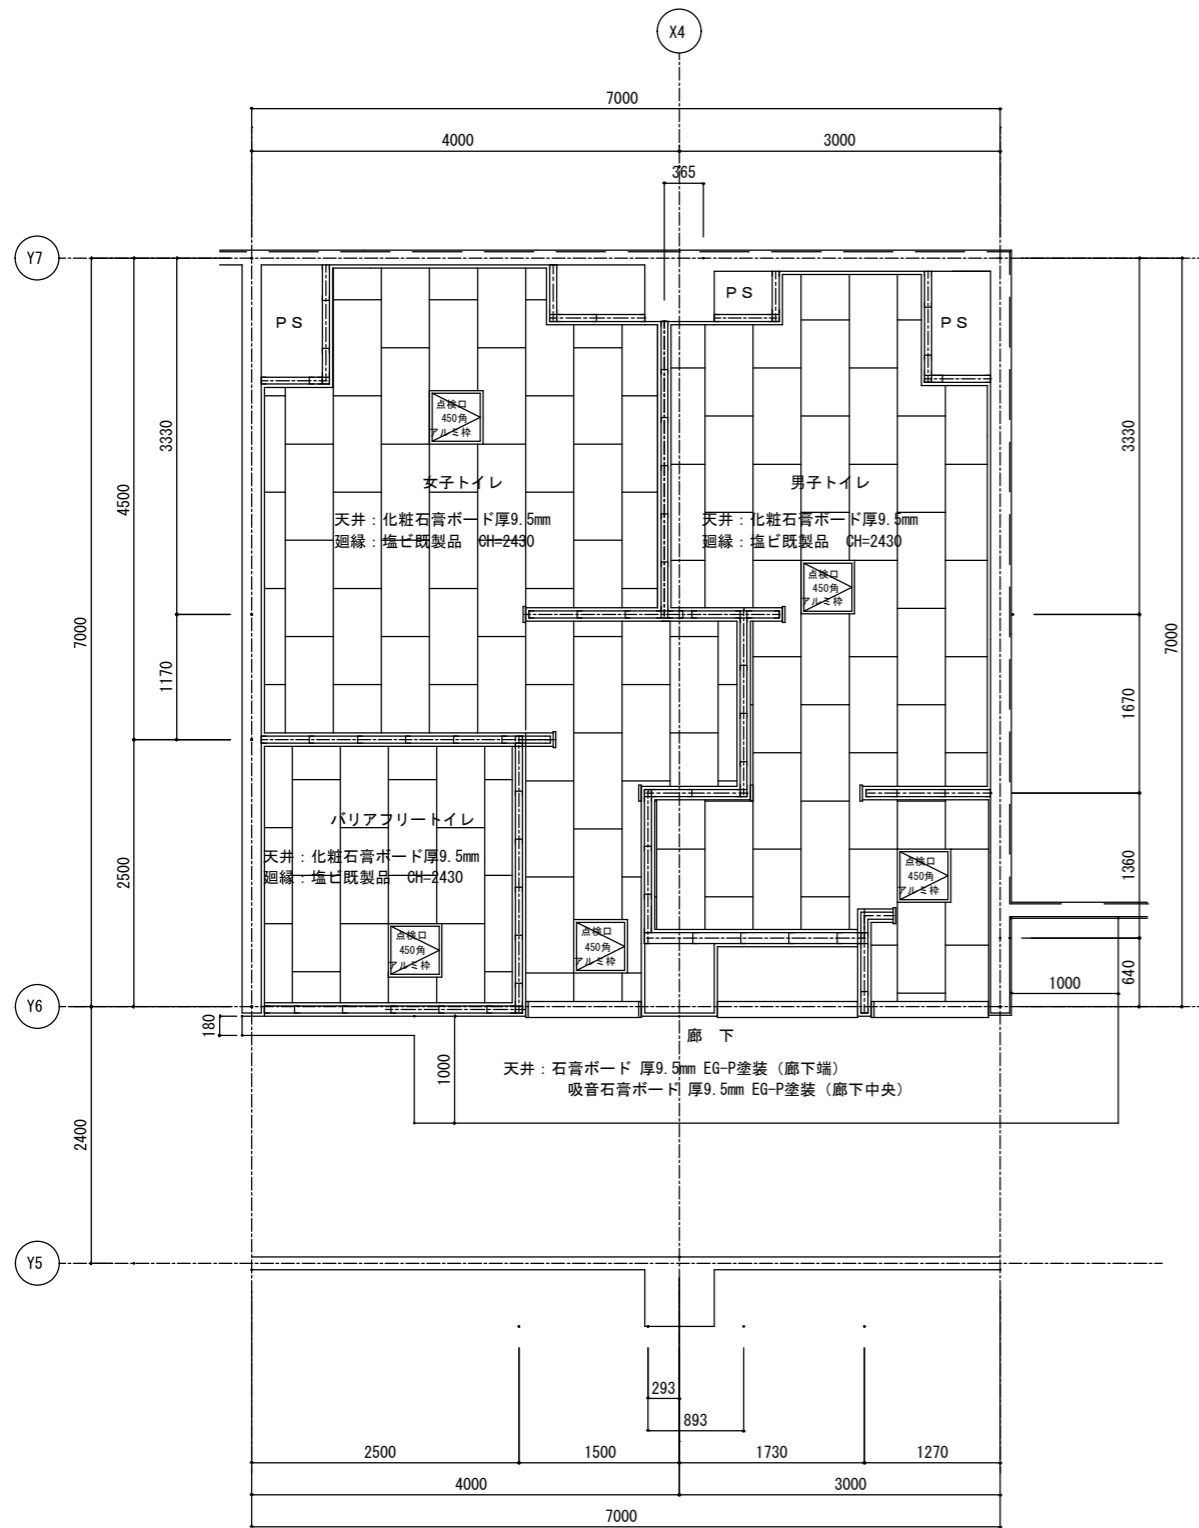 X4
7000
4000
3000
365
Y7
PS
PS
PS
点検口
450角
アルミ枠
3330
4500
3330
女子トイレ
天井：化粧石膏ボード厚9.5mm
廻縁：塩ビ既製品　CH=2430
男子トイレ
天井：化粧石膏ボード厚9.5mm
廻縁：塩ビ既製品　CH=2430
点検口
450角
アルミ枠
7000
1170
7000
1670
バリアフリートイレ
天井：化粧石膏ボード厚9.5mm
廻縁：塩ビ既製品　CH=2430
2500
点検口
450角
アルミ枠
1360
点検口
450角
アルミ枠
点検口
450角
アルミ枠
1000
640
Y6
180
廊　下
1000
天井：石膏ボード 厚9.5mm EG-P塗装（廊下端）
吸音石膏ボード 厚9.5mm EG-P塗装（廊下中央）
2400
Y5
293
893
2500
1500
1730
1270
4000
3000
7000